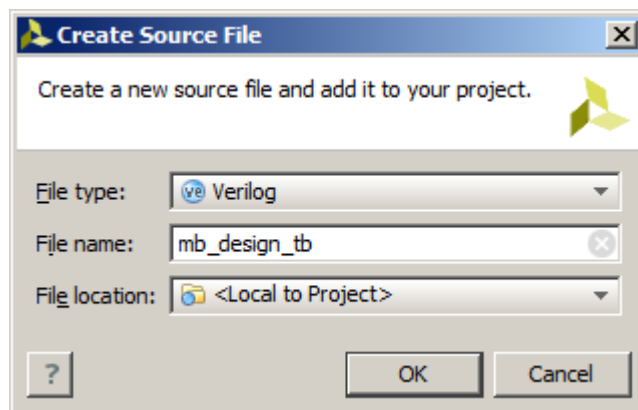 Create Source File
Create a new source file and add it to your project.
File type: Verilog
File name: mb_design_tb
File location: <Local to Project>
? OK Cancel